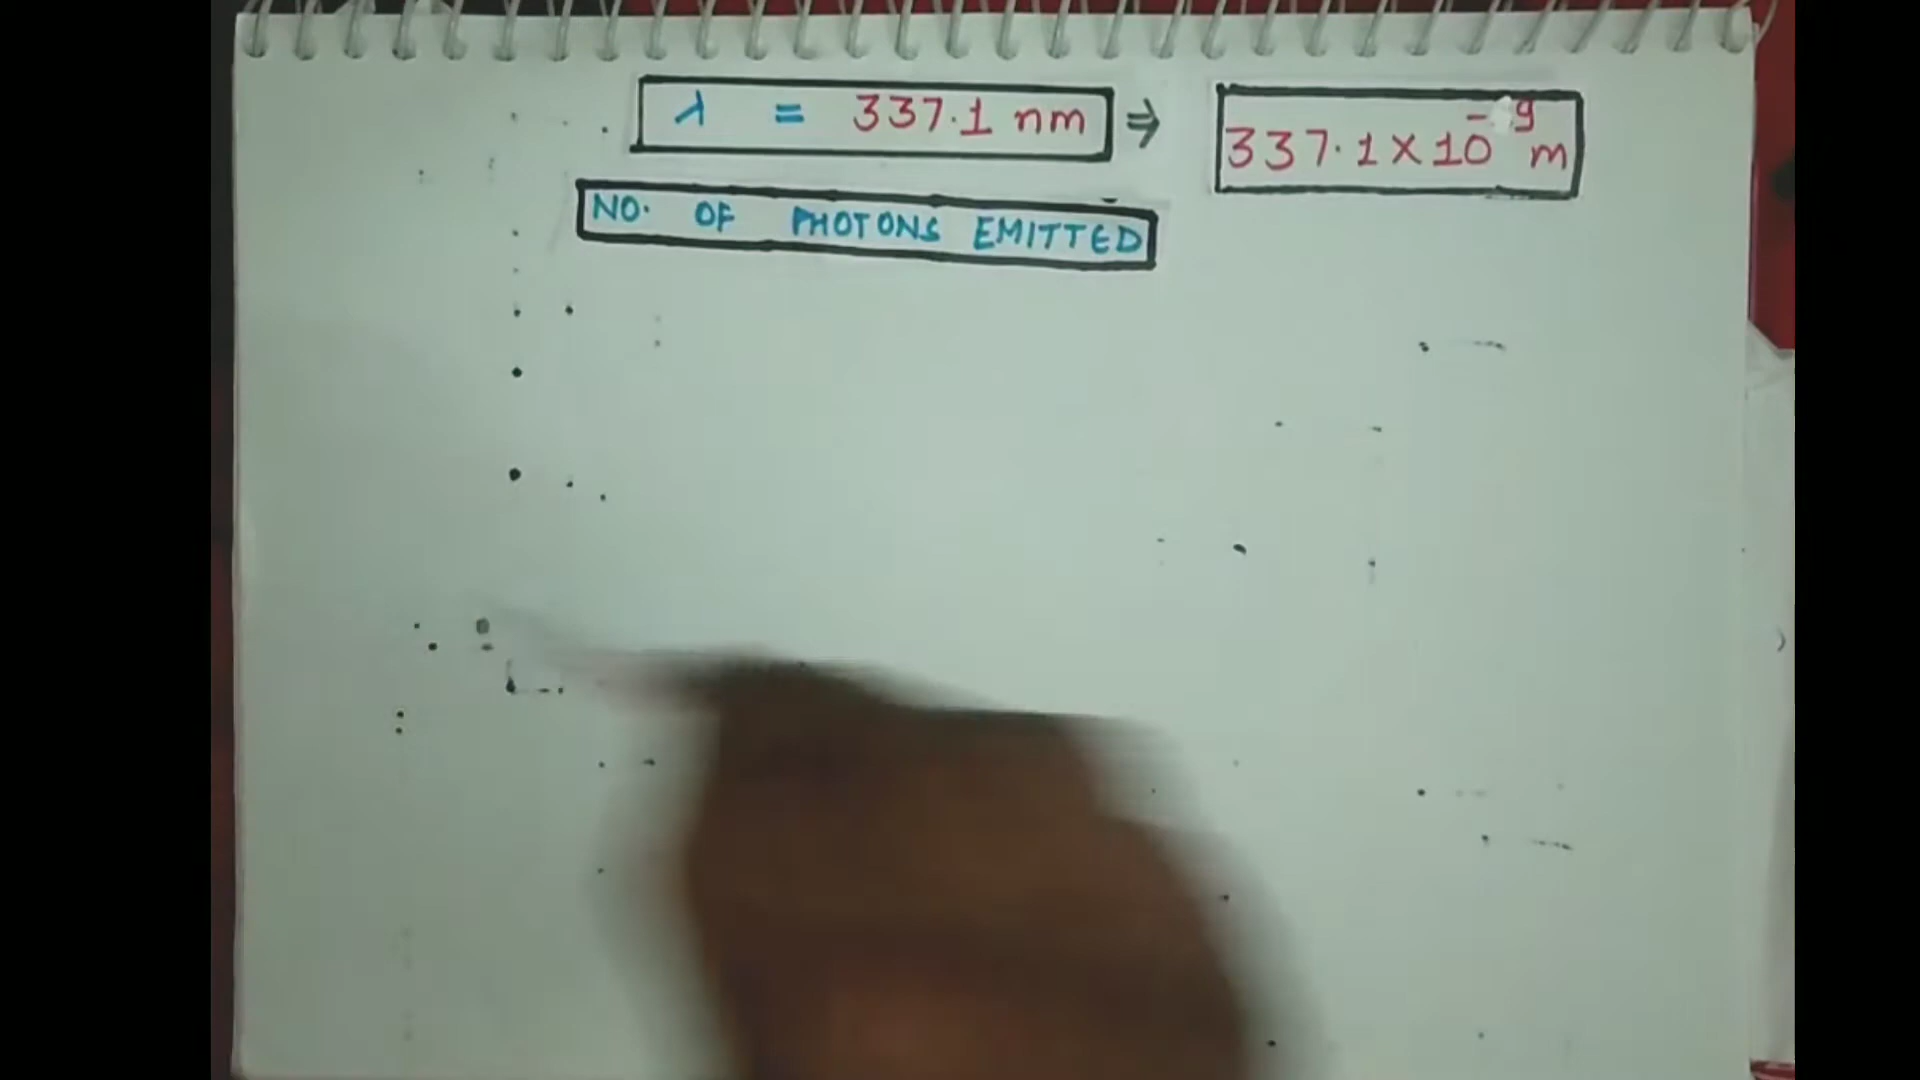 λ = 337.1 nm ⇒ 337.1 X 10⁻⁹ m
NO. OF PHOTONS EMITTED